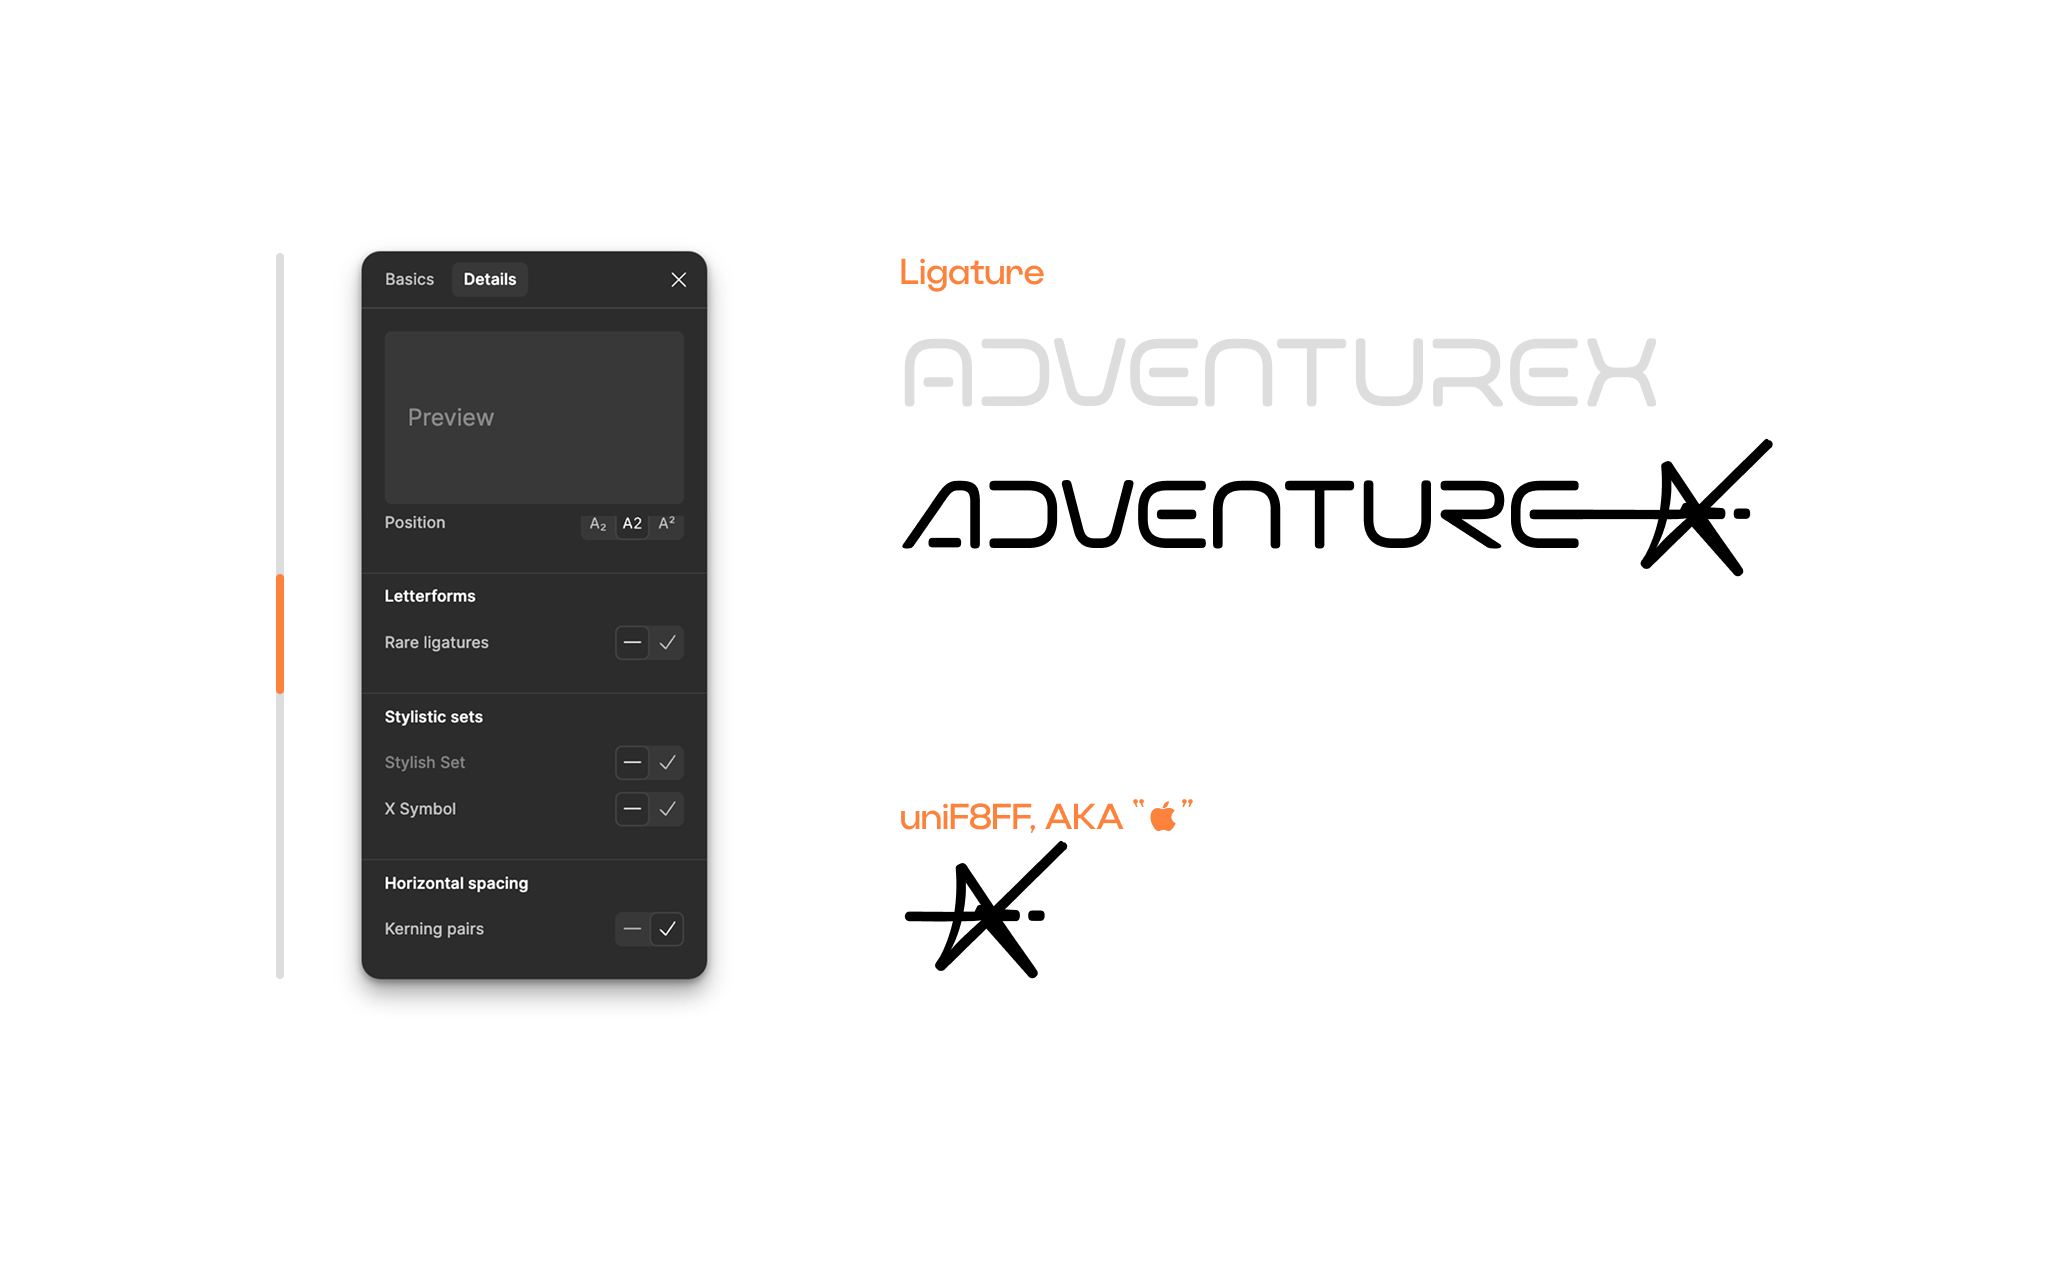 Basics Details
Preview
Position A₂ A2 A²
Letterforms
Rare ligatures
Stylistic sets
Stylish Set
X Symbol
Horizontal spacing
Kerning pairs
Ligature
ADVENTUREX
ADVENTUREX
uniF8FF, AKA “”